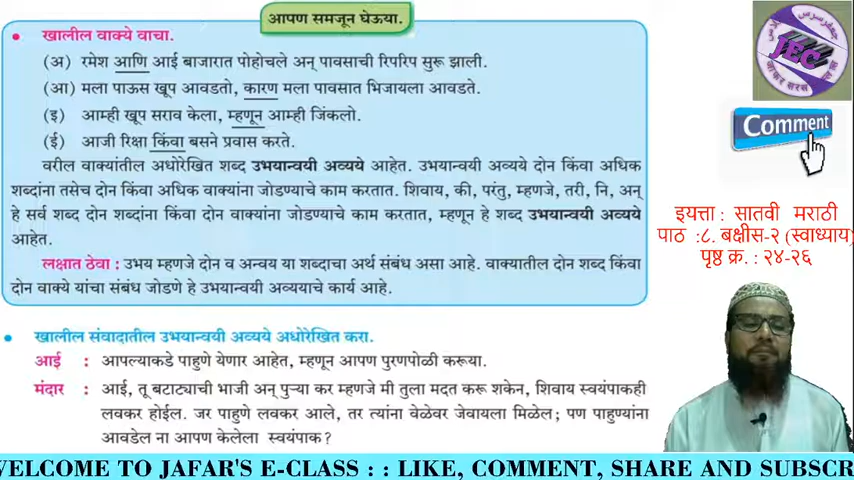 आपण समजून घेऊया.
• खालील वाक्ये वाचा.
(अ) रमेश आणि आई बाजारात पोहोचले अन् पावसाची रिपरिप सुरू झाली.
(आ) मला पाऊस खूप आवडतो, कारण मला पावसात भिजायला आवडते.
(इ) आम्ही खूप सराव केला, म्हणून आम्ही जिंकलो.
(ई) आजी रिक्षा किंवा बसने प्रवास करते.
वरील वाक्यांतील अधोरेखित शब्द उभयान्वयी अव्यये आहेत. उभयान्वयी अव्यये दोन किंवा अधिक
शब्दांना तसेच दोन किंवा अधिक वाक्यांना जोडण्याचे काम करतात. शिवाय, की, परंतु, म्हणजे, तरी, नि, अन्
हे सर्व शब्द दोन शब्दांना किंवा दोन वाक्यांना जोडण्याचे काम करतात, म्हणून हे शब्द उभयान्वयी अव्यये
आहेत.
लक्षात ठेवा : उभय म्हणजे दोन व अन्वय या शब्दाचा अर्थ संबंध असा आहे. वाक्यातील दोन शब्द किंवा
दोन वाक्ये यांचा संबंध जोडणे हे उभयान्वयी अव्ययाचे कार्य आहे.
• खालील संवादातील उभयान्वयी अव्यये अधोरेखित करा.
आई : आपल्याकडे पाहुणे येणार आहेत, म्हणून आपण पुरणपोळी करूया.
मंदार : आई, तू बटाट्याची भाजी अन् पुऱ्या कर म्हणजे मी तुला मदत करू शकेन, शिवाय स्वयंपाकही
लवकर होईल. जर पाहुणे लवकर आले, तर त्यांना वेळेवर जेवायला मिळेल; पण पाहुण्यांना
आवडेल ना आपण केलेला स्वयंपाक?
JEC
Comment
इयत्ता : सातवी मराठी
पाठ :८. बक्षीस-२ (स्वाध्याय)
पृष्ठ क्र. : २४-२६
VELCOME TO JAFAR'S E-CLASS : : LIKE, COMMENT, SHARE AND SUBSCR